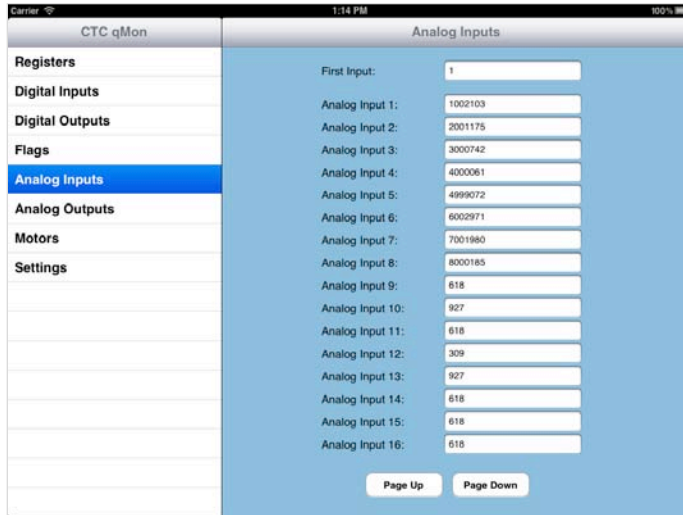 Carrier 1:14 PM 100%
CTC qMon
Analog Inputs
Registers
Digital Inputs
Digital Outputs
Flags
Analog Inputs
Analog Outputs
Motors
Settings
First Input: 1
Analog Input 1: 1002103
Analog Input 2: 2001175
Analog Input 3: 3000742
Analog Input 4: 4000061
Analog Input 5: 4999072
Analog Input 6: 6002971
Analog Input 7: 7001980
Analog Input 8: 8000185
Analog Input 9: 618
Analog Input 10: 927
Analog Input 11: 618
Analog Input 12: 309
Analog Input 13: 927
Analog Input 14: 618
Analog Input 15: 618
Analog Input 16: 618
Page Up Page Down